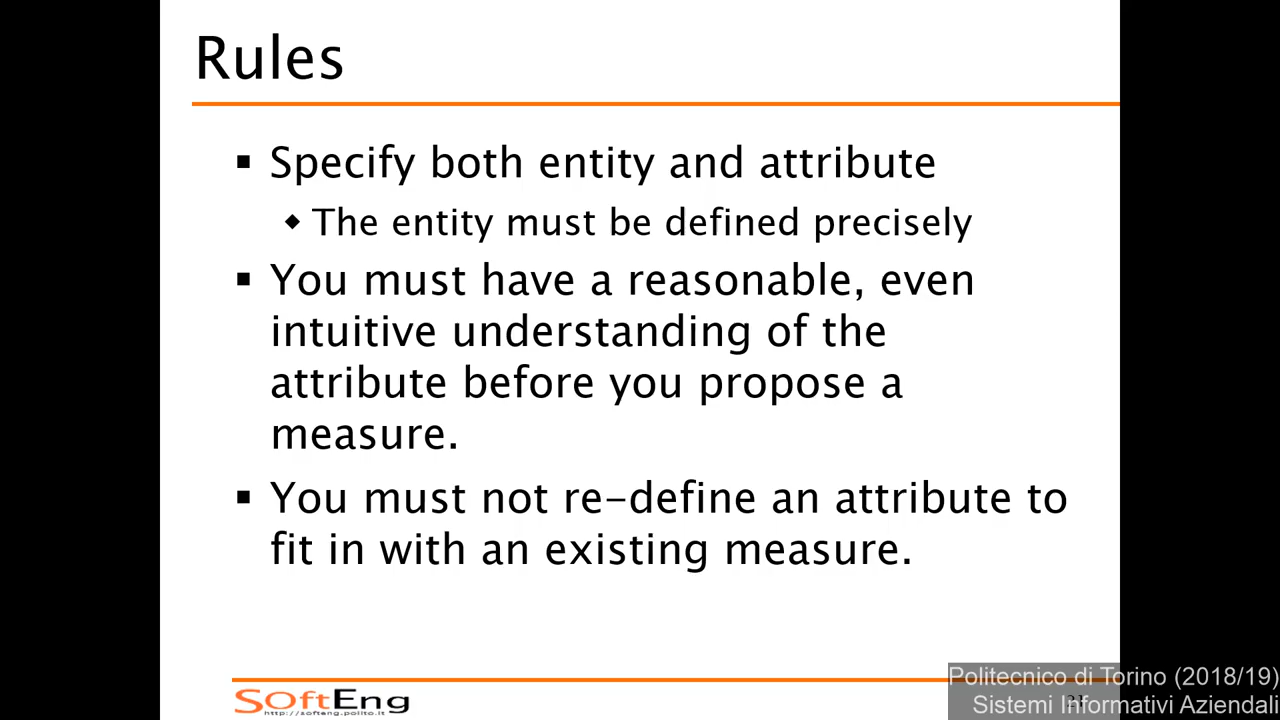 Rules
Specify both entity and attribute
The entity must be defined precisely
You must have a reasonable, even
intuitive understanding of the
attribute before you propose a
measure.
You must not re-define an attribute to
fit in with an existing measure.
SoftEng
http://softeng.polito.it
Politecnico di Torino (2018/19)
Sistemi Informativi Aziendali